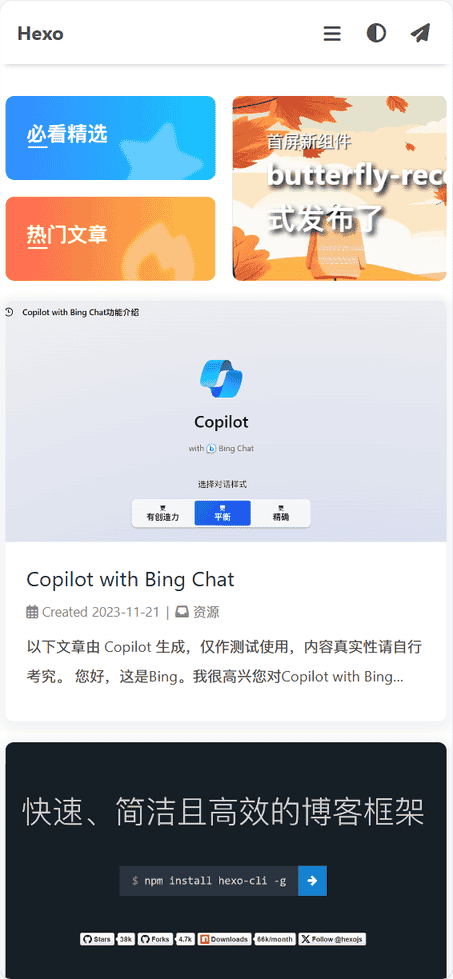 Hexo
必看精选
热门文章
首屏新组件
butterfly-reco
式发布了
Copilot with Bing Chat功能介绍
Copilot
with Bing Chat
选择对话样式
更
有创造力
更
平衡
更
精确
Copilot with Bing Chat
Created 2023-11-21 | 资源
以下文章由 Copilot 生成，仅作测试使用，内容真实性请自行
考究。 您好，这是Bing。我很高兴您对Copilot with Bing...
快速、简洁且高效的博客框架
$ npm install hexo-cli -g
Stars 38k Forks 4.7k Downloads 66k/month Follow @hexojs